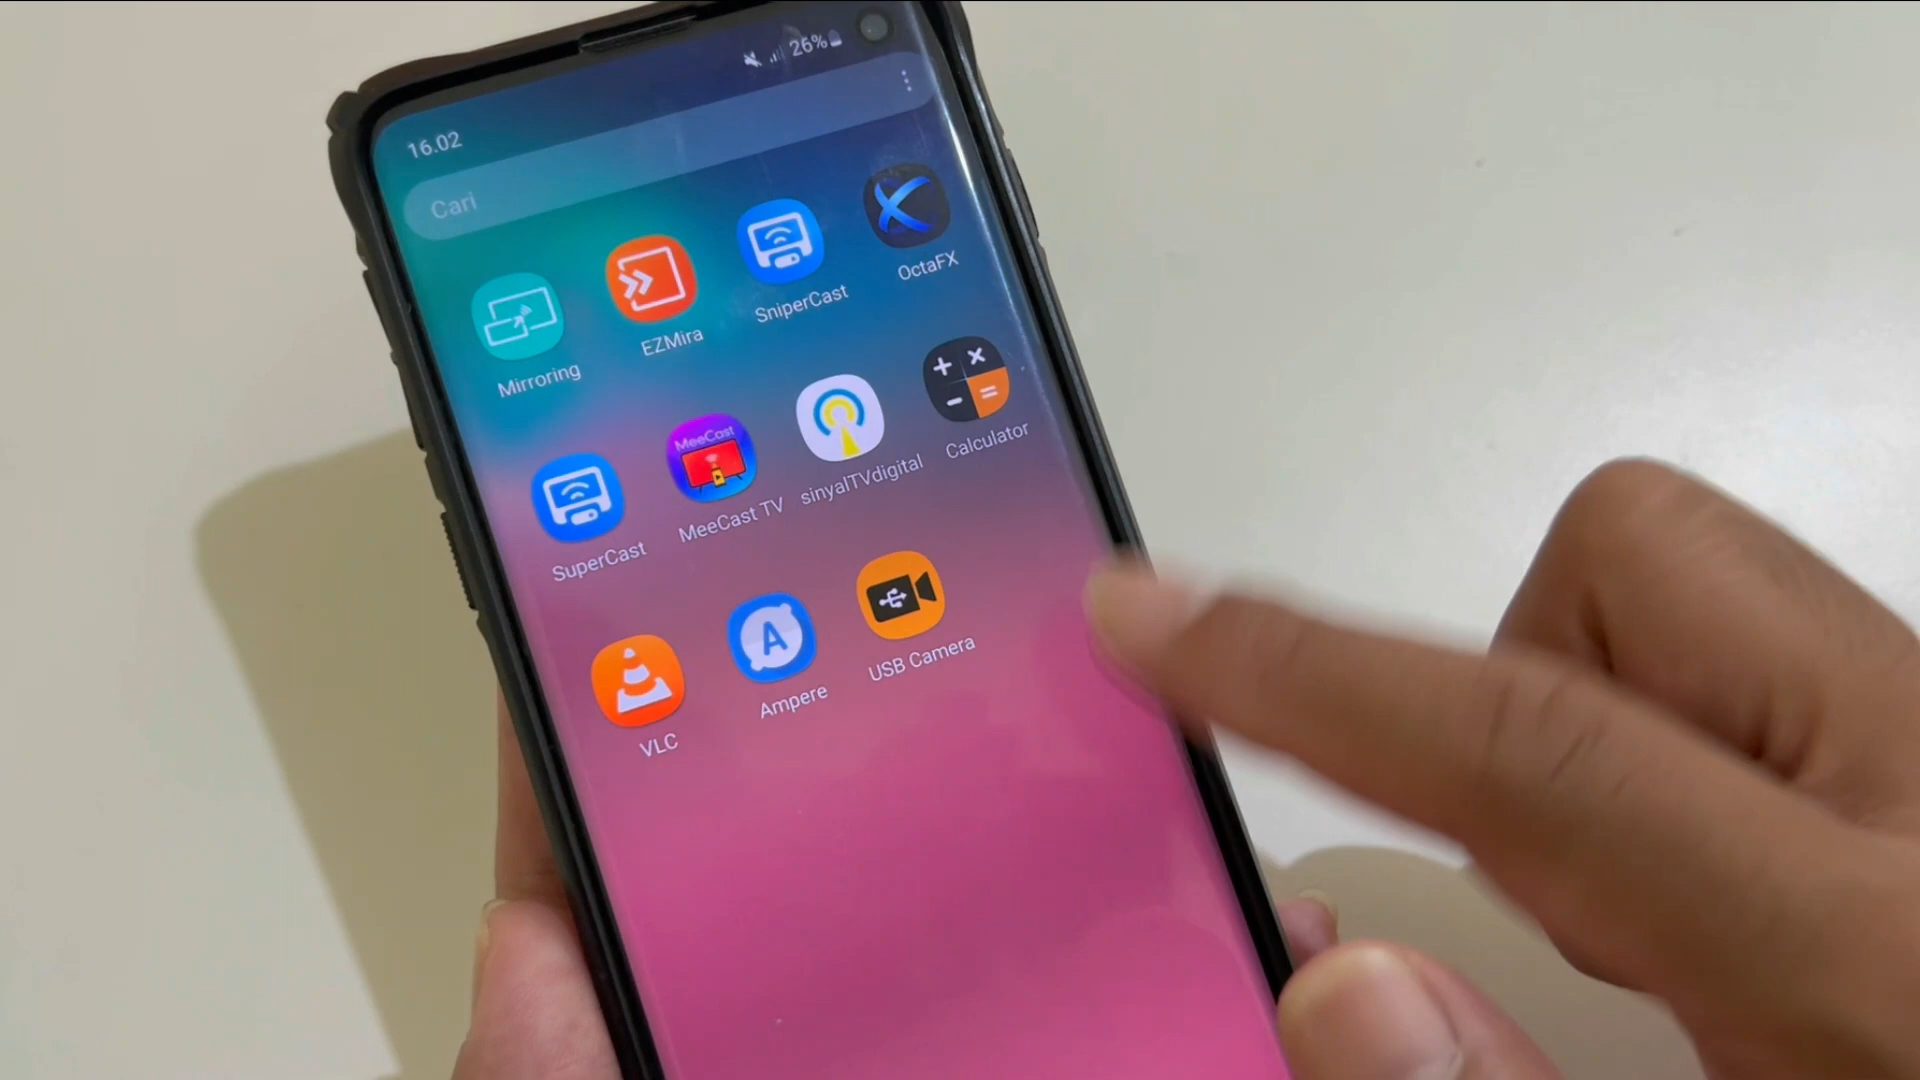 16.02
26%
Cari
Mirroring
EZMira
SniperCast
OctaFX
SuperCast
MeeCast
MeeCast TV
sinyalTVdigital
Calculator
VLC
A
Ampere
USB Camera